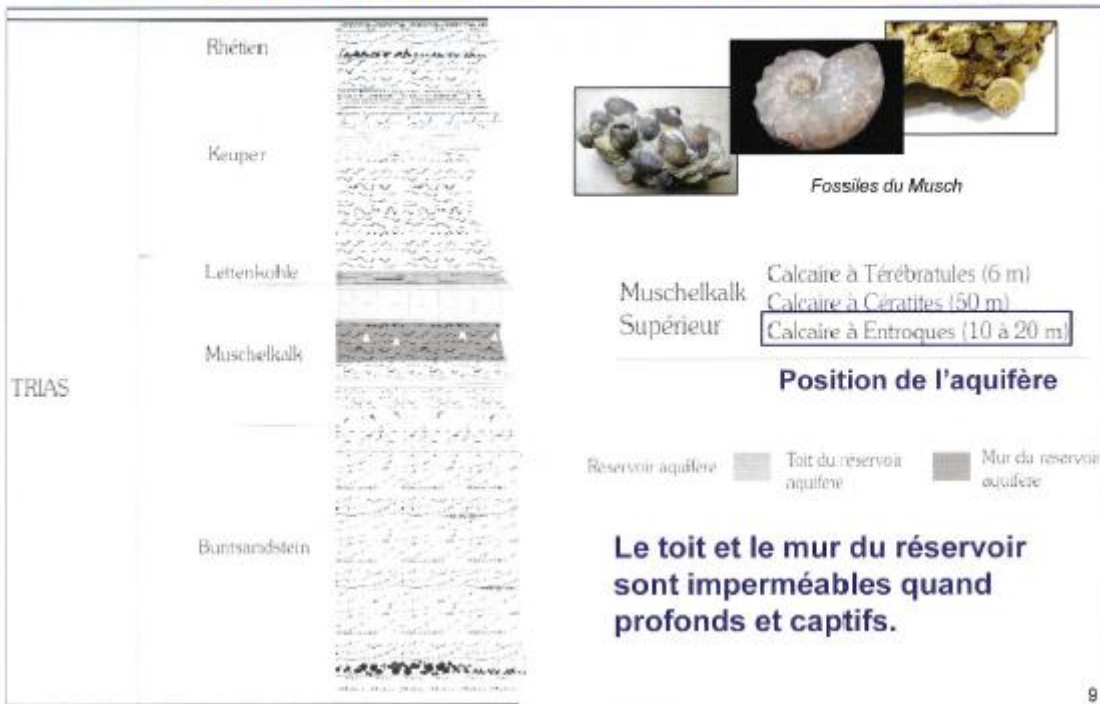 TRIAS
Rhétien
Keuper
Lettenkohle
Muschelkalk
Buntsandstein
Fossiles du Musch
Muschelkalk
Supérieur
Calcaire à Térébratules (6 m)
Calcaire à Cératites (50 m)
Calcaire à Entroques (10 à 20 m)
Position de l'aquifère
Réservoir aquifère
Toit du réservoir
aquifère
Mur du réservoir
aquifère
Le toit et le mur du réservoir
sont imperméables quand
profonds et captifs.
9